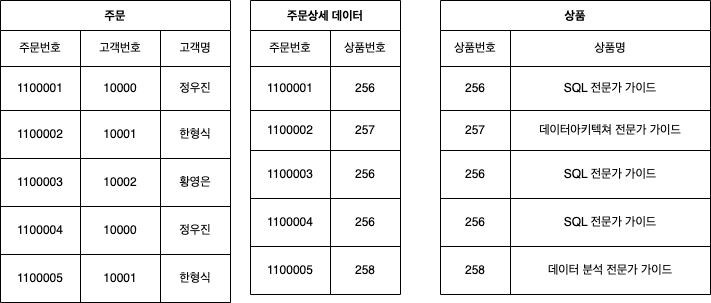 주문
주문번호 고객번호 고객명
1100001 10000 정우진
1100002 10001 한형식
1100003 10002 황영은
1100004 10000 정우진
1100005 10001 한형식
주문상세 데이터
주문번호 상품번호
1100001 256
1100002 257
1100003 256
1100004 256
1100005 258
상품
상품번호 상품명
256 SQL 전문가 가이드
257 데이터아키텍쳐 전문가 가이드
256 SQL 전문가 가이드
256 SQL 전문가 가이드
258 데이터 분석 전문가 가이드